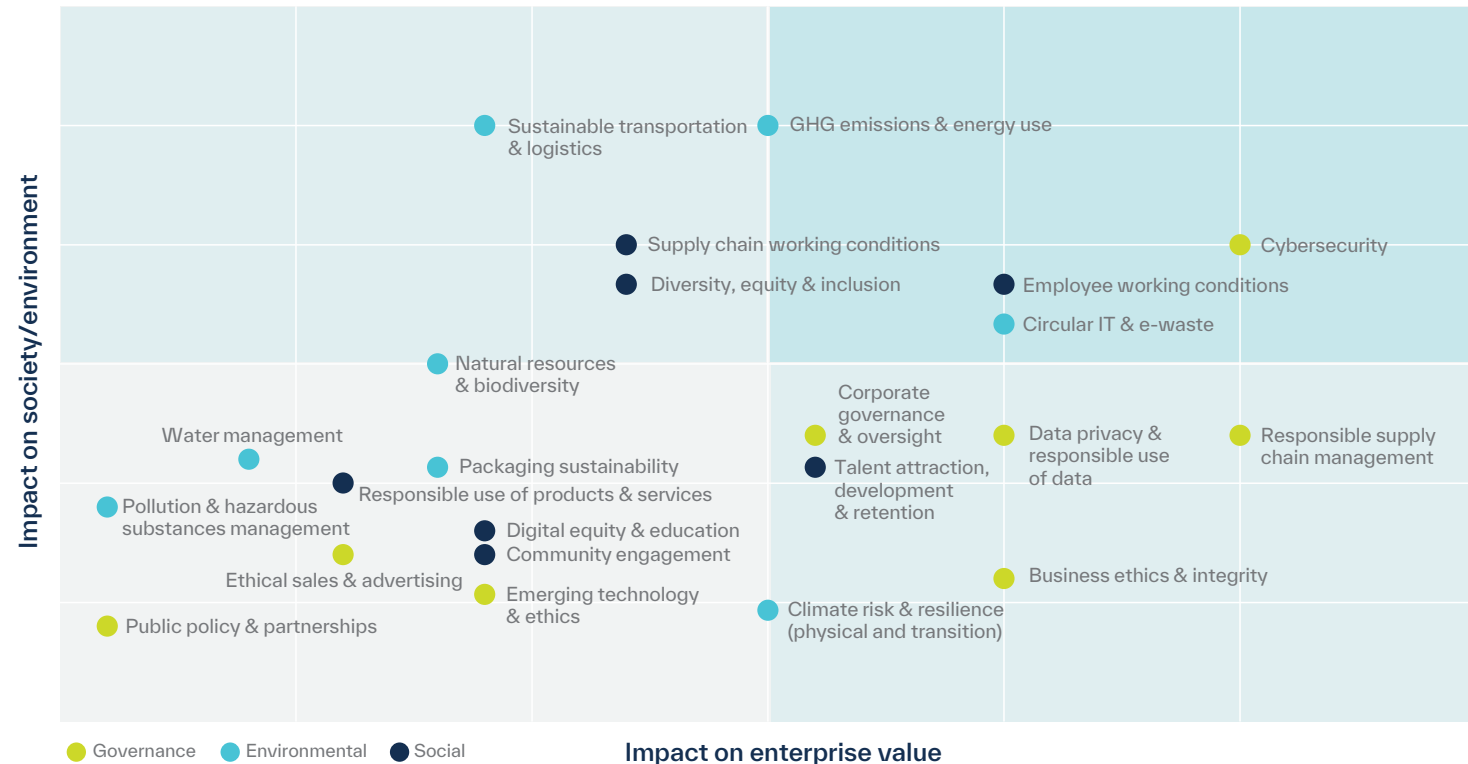 Impact on society/environment
Sustainable transportation
& logistics
GHG emissions & energy use
Supply chain working conditions
Cybersecurity
Diversity, equity & inclusion
Employee working conditions
Circular IT & e-waste
Natural resources
& biodiversity
Corporate
governance
& oversight
Water management
Data privacy &
responsible use
of data
Responsible supply
chain management
Packaging sustainability
Talent attraction,
development
& retention
Responsible use of products & services
Pollution & hazardous
substances management
Digital equity & education
Community engagement
Ethical sales & advertising
Business ethics & integrity
Emerging technology
& ethics
Climate risk & resilience
(physical and transition)
Public policy & partnerships
Governance
Environmental
Social
Impact on enterprise value